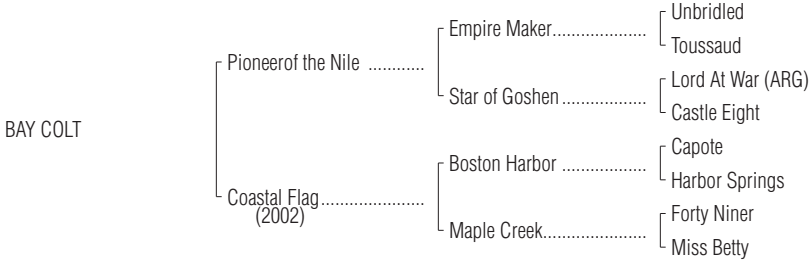 Unbridled
Empire Maker....................
Toussaud
Pioneerof the Nile ............
Lord At War (ARG)
Star of Goshen..................
Castle Eight
BAY COLT
Capote
Boston Harbor ..................
Harbor Springs
Coastal Flag......................
(2002)
Forty Niner
Maple Creek......................
Miss Betty